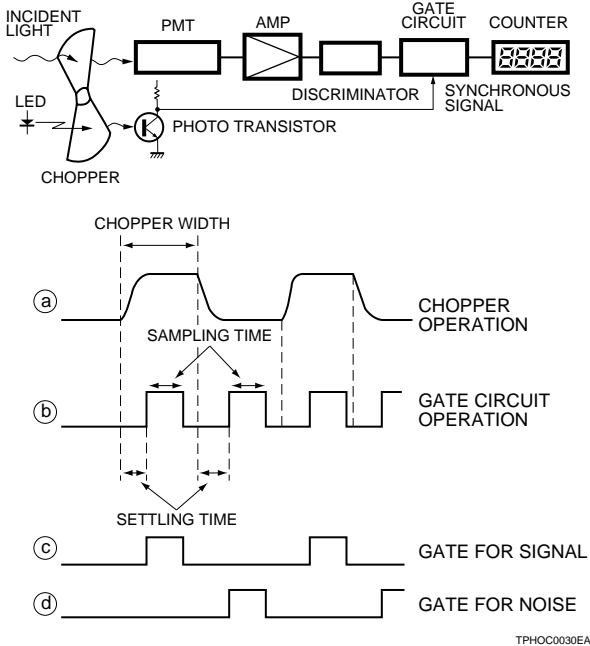 INCIDENT
LIGHT
PMT
AMP
GATE
CIRCUIT
COUNTER
8888
DISCRIMINATOR
SYNCHRONOUS
SIGNAL
LED
PHOTO TRANSISTOR
CHOPPER
CHOPPER WIDTH
a
CHOPPER
OPERATION
SAMPLING TIME
b
GATE CIRCUIT
OPERATION
SETTLING TIME
c
GATE FOR SIGNAL
d
GATE FOR NOISE
TPHOC0030EA